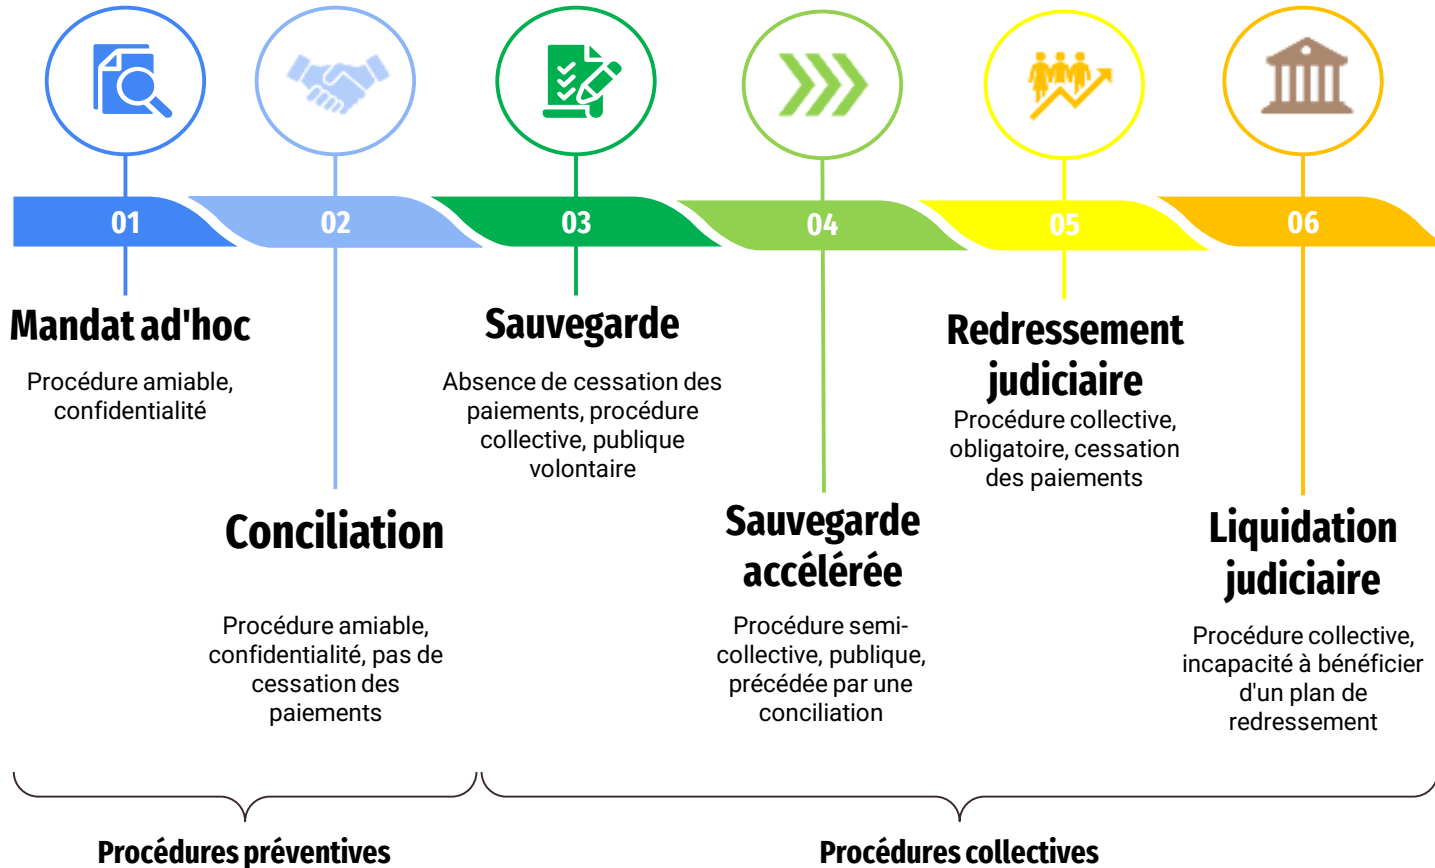 01
02
03
04
05
06
Mandat ad'hoc
Procédure amiable,
confidentialité
Conciliation
Procédure amiable,
confidentialité, pas de
cessation des
paiements
Sauvegarde
Absence de cessation des
paiements, procédure
collective, publique
volontaire
Sauvegarde
accélérée
Procédure semi-
collective, publique,
précédée par une
conciliation
Redressement
judiciaire
Procédure collective,
obligatoire, cessation
des paiements
Liquidation
judiciaire
Procédure collective,
incapacité à bénéficier
d'un plan de
redressement
Procédures préventives
Procédures collectives